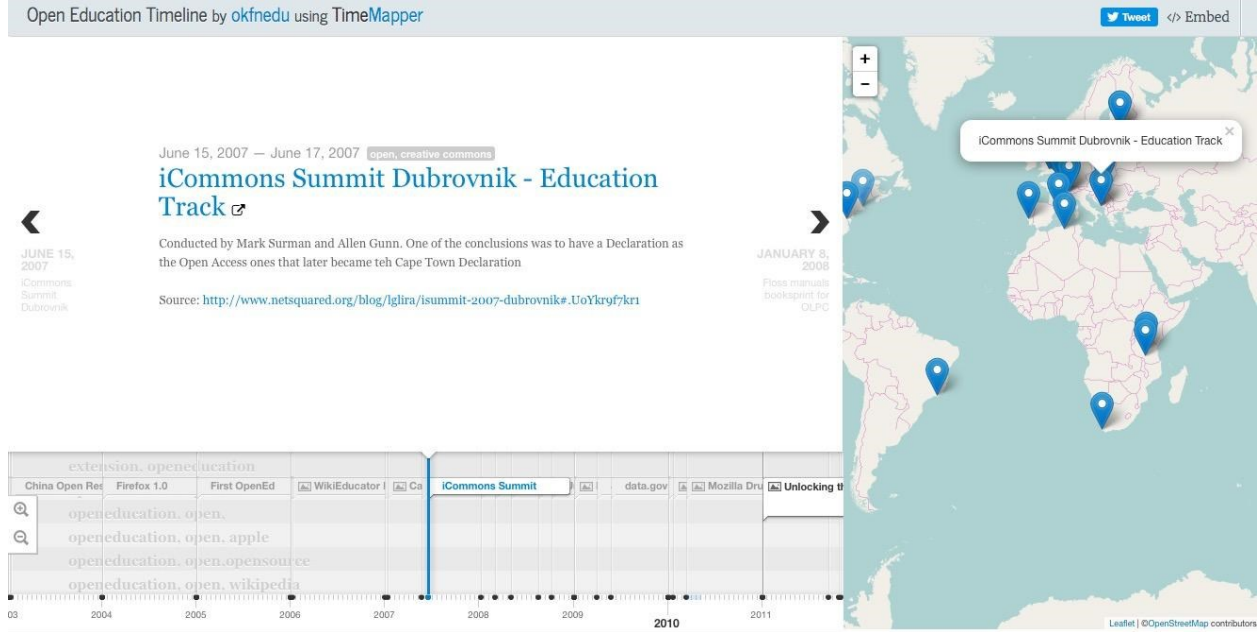 Open Education Timeline by okfnedu using TimeMapper
Tweet
</> Embed
+
−
iCommons Summit Dubrovnik - Education Track ×
June 15, 2007 — June 17, 2007 open, creative commons
iCommons Summit Dubrovnik - Education
Track
Conducted by Mark Surman and Allen Gunn. One of the conclusions was to have a Declaration as
the Open Access ones that later became teh Cape Town Declaration
Source: http://www.netsquared.org/blog/lglira/isummit-2007-dubrovnik#.UoYkr9f7kr1
JUNE 15,
2007
iCommons
Summit
Dubrovnik
JANUARY 8,
2008
Floss manuals
booksprint for
OLPC
extension, openeducation
China Open Res Firefox 1.0 First OpenEd WikiEducator Ca iCommons Summit data.gov Mozilla Dru Unlocking th
openeducation, open,
openeducation, open, apple
openeducation, open,opensource
openeducation, open, wikipedia
03 2004 2005 2006 2007 2008 2009 2010 2011
Leaflet | ©OpenStreetMap contributors